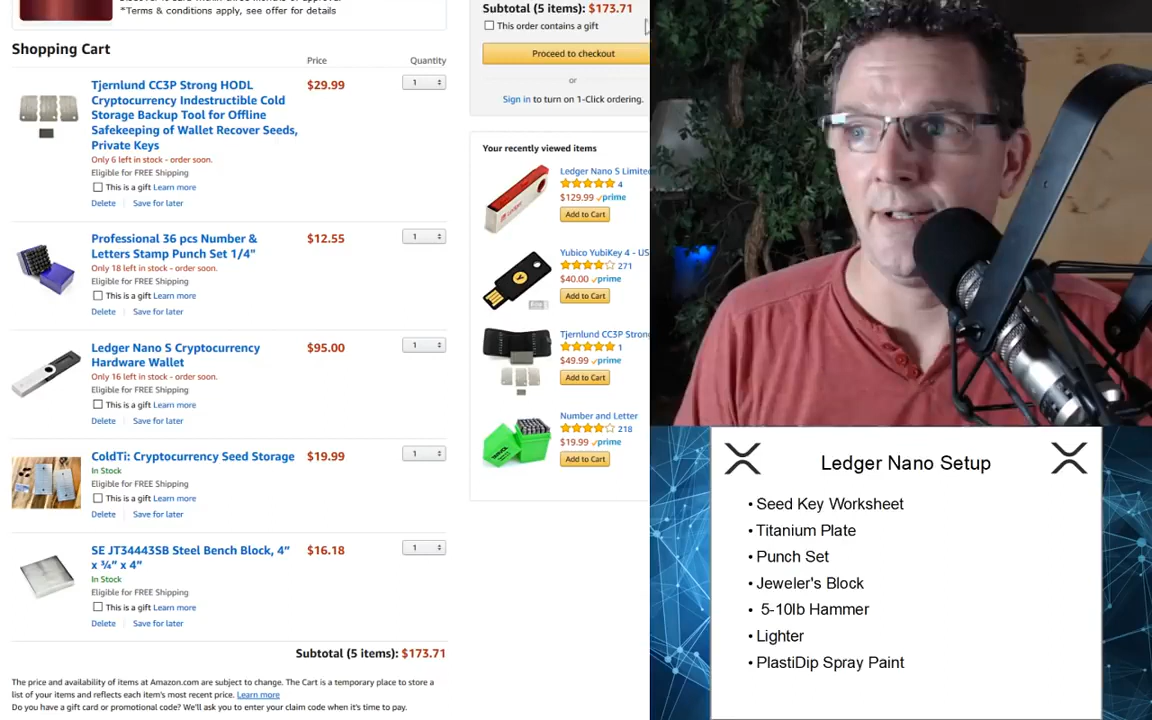 *Terms & conditions apply, see offer for details
Shopping Cart
Price
Quantity
Tjernlund CC3P Strong HODL
Cryptocurrency Indestructible Cold
Storage Backup Tool for Offline
Safekeeping of Wallet Recover Seeds,
Private Keys
$29.99
1
Only 6 left in stock - order soon.
Eligible for FREE Shipping
This is a gift Learn more
Delete
Save for later
Professional 36 pcs Number &
Letters Stamp Punch Set 1/4"
$12.55
1
Only 18 left in stock - order soon.
Eligible for FREE Shipping
This is a gift Learn more
Delete
Save for later
Ledger Nano S Cryptocurrency
Hardware Wallet
$95.00
1
Only 16 left in stock - order soon.
Eligible for FREE Shipping
This is a gift Learn more
Delete
Save for later
ColdTi: Cryptocurrency Seed Storage
$19.99
1
In Stock
Eligible for FREE Shipping
This is a gift Learn more
Delete
Save for later
SE JT34443SB Steel Bench Block, 4"
x ¾" x 4"
$16.18
1
In Stock
Eligible for FREE Shipping
This is a gift Learn more
Delete
Save for later
Subtotal (5 items): $173.71
The price and availability of items at Amazon.com are subject to change. The Cart is a temporary place to store a
list of your items and reflects each item's most recent price. Learn more
Do you have a gift card or promotional code? We'll ask you to enter your claim code when it's time to pay.
Subtotal (5 items): $173.71
This order contains a gift
Proceed to checkout
or
Sign in to turn on 1-Click ordering.
Your recently viewed items
Ledger Nano S Limite
4
$129.99 prime
Add to Cart
Yubico YubiKey 4 - US
271
$40.00 prime
Add to Cart
Tjernlund CC3P Stron
1
$49.99 prime
Add to Cart
Number and Letter
218
$19.99 prime
Add to Cart
Ledger Nano Setup
• Seed Key Worksheet
• Titanium Plate
• Punch Set
• Jeweler's Block
• 5-10lb Hammer
• Lighter
• PlastiDip Spray Paint